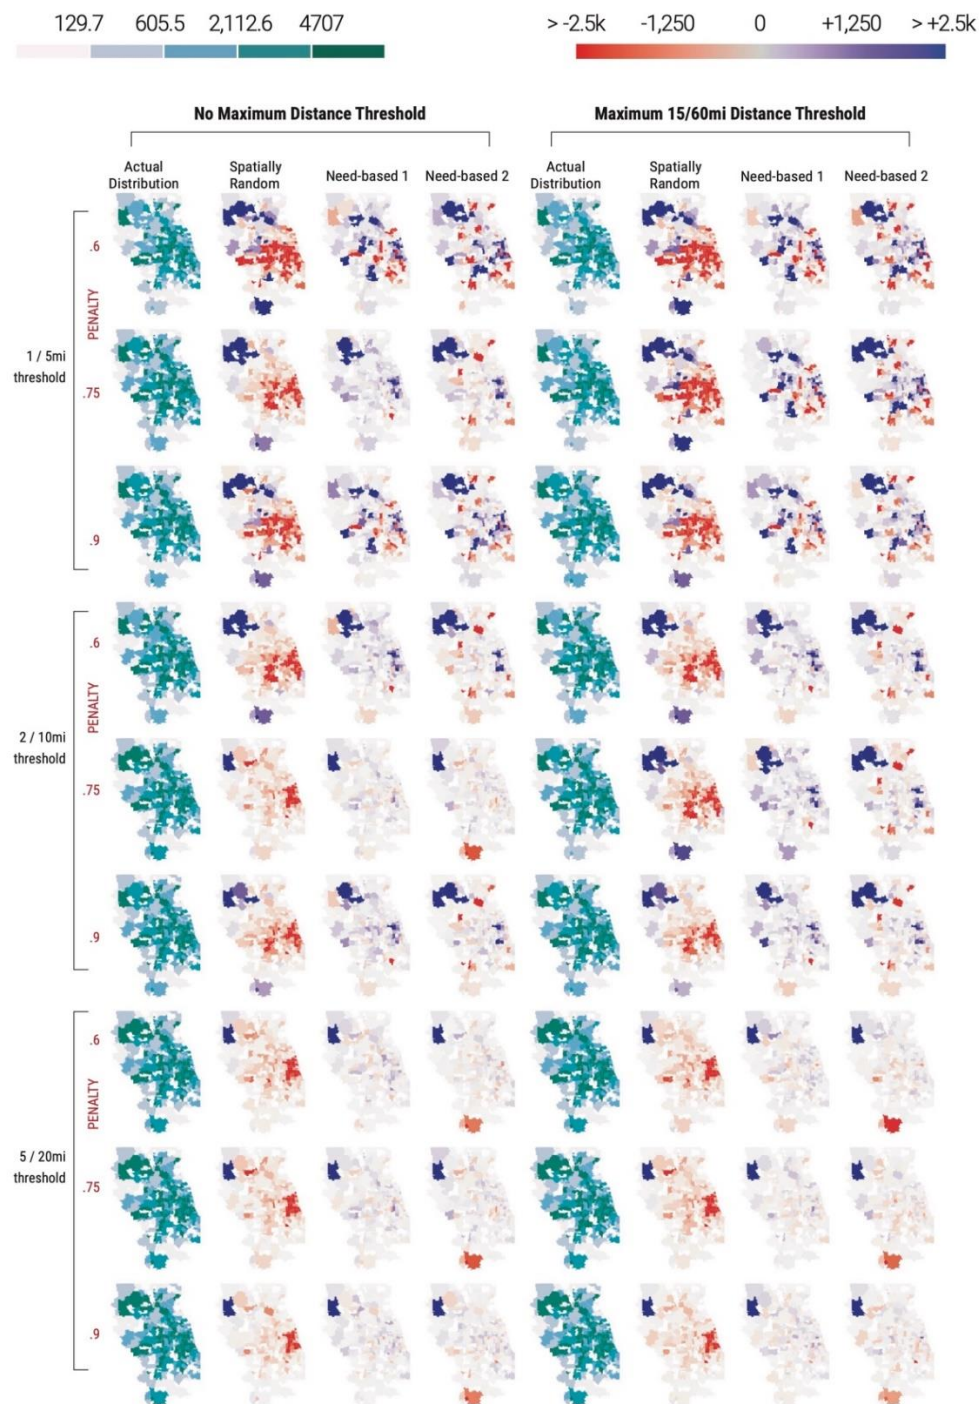 129.7 605.5 2,112.6 4707
> -2.5k -1,250 0 +1,250 > +2.5k
No Maximum Distance Threshold
Maximum 15/60mi Distance Threshold
Actual Distribution
Spatially Random
Need-based 1
Need-based 2
Actual Distribution
Spatially Random
Need-based 1
Need-based 2
1 / 5mi
threshold
PENALTY
.6
.75
.9
2 / 10mi
threshold
PENALTY
.6
.75
.9
5 / 20mi
threshold
PENALTY
.6
.75
.9